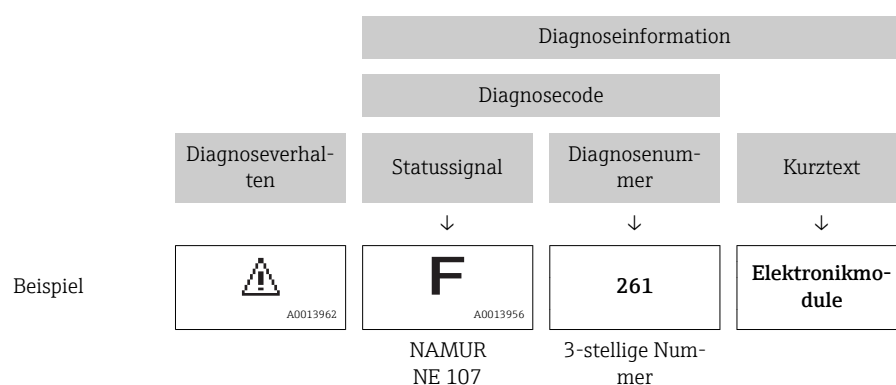 Diagnoseinformation
Diagnosecode
Diagnoseverhal-
ten
Statussignal
Diagnosenum-
mer
Kurztext
↓ ↓ ↓
Beispiel
A0013962
F
A0013956
261
Elektronikmo-
dule
NAMUR
NE 107
3-stellige Num-
mer